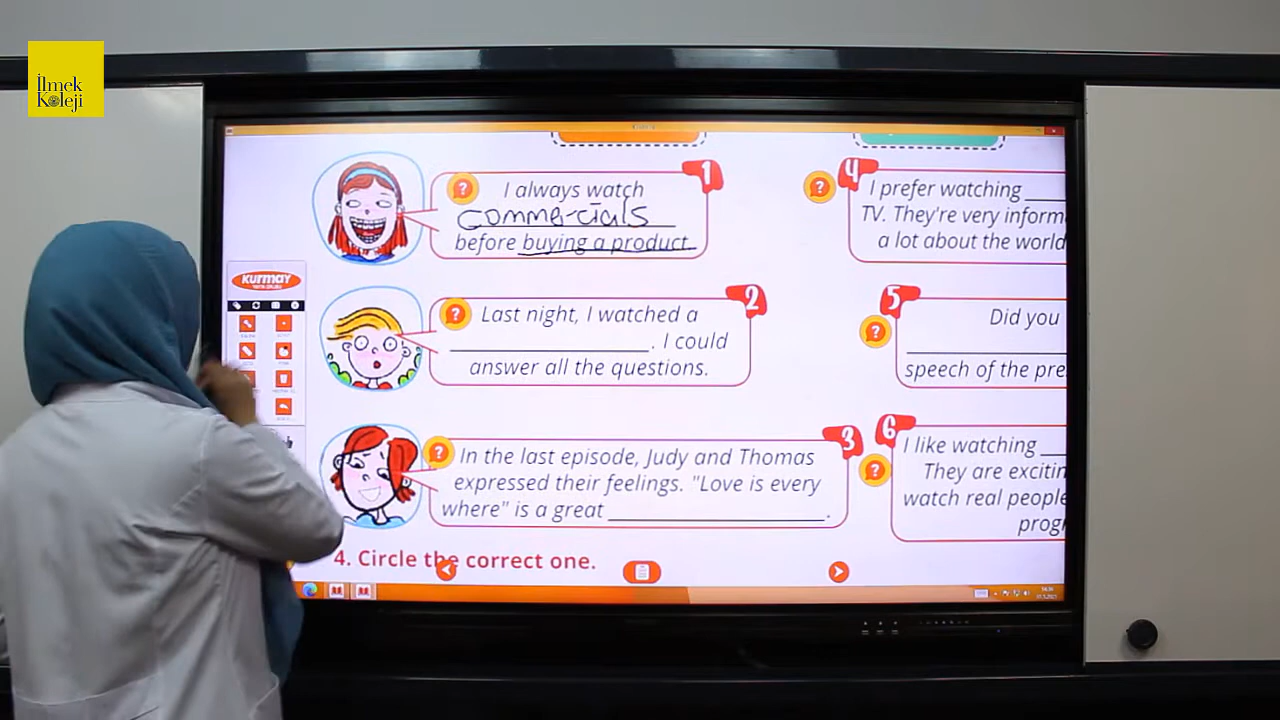 İlmek
Koleji
1
I always watch
commercials
before buying a product.
2
Last night, I watched a
. I could
answer all the questions.
3
In the last episode, Judy and Thomas
expressed their feelings. "Love is every
where" is a great .
4
I prefer watching
TV. They're very inform
a lot about the world
5
Did you
speech of the pre
6
I like watching
They are excitin
watch real people
progr
4. Circle the correct one.
KURMAY